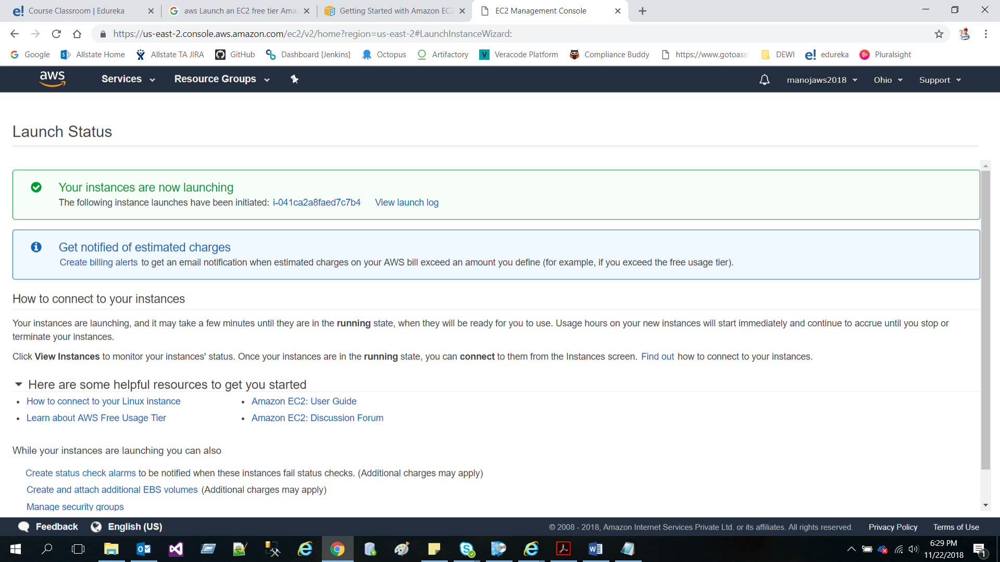 Course Classroom | Edureka
aws Launch an EC2 free tier Ama
Getting Started with Amazon EC2
EC2 Management Console
https://us-east-2.console.aws.amazon.com/ec2/v2/home?region=us-east-2#LaunchInstanceWizard:
Google Allstate Home Allstate TA JIRA GitHub Dashboard [Jenkins] Octopus Artifactory Veracode Platform Compliance Buddy https://www.gotoassi DEWI edureka Pluralsight
aws Services Resource Groups manojaws2018 Ohio Support
Launch Status
Your instances are now launching
The following instance launches have been initiated: i-041ca2a8faed7c7b4 View launch log
Get notified of estimated charges
Create billing alerts to get an email notification when estimated charges on your AWS bill exceed an amount you define (for example, if you exceed the free usage tier).
How to connect to your instances
Your instances are launching, and it may take a few minutes until they are in the running state, when they will be ready for you to use. Usage hours on your new instances will start immediately and continue to accrue until you stop or
terminate your instances.
Click View Instances to monitor your instances' status. Once your instances are in the running state, you can connect to them from the Instances screen. Find out how to connect to your instances.
Here are some helpful resources to get you started
How to connect to your Linux instance
Amazon EC2: User Guide
Learn about AWS Free Usage Tier
Amazon EC2: Discussion Forum
While your instances are launching you can also
Create status check alarms to be notified when these instances fail status checks. (Additional charges may apply)
Create and attach additional EBS volumes (Additional charges may apply)
Manage security groups
Feedback English (US) © 2008 - 2018, Amazon Internet Services Private Ltd. or its affiliates. All rights reserved. Privacy Policy Terms of Use
6:29 PM
11/22/2018
1